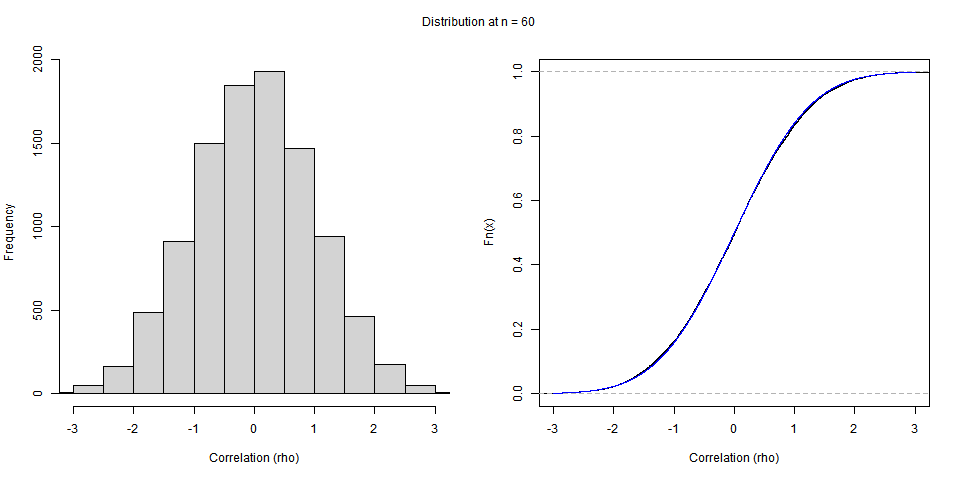 Distribution at n = 60
Frequency
2000
1500
1000
500
0
-3 -2 -1 0 1 2 3
Correlation (rho)
Fn(x)
1.0
0.8
0.6
0.4
0.2
0.0
-3 -2 -1 0 1 2 3
Correlation (rho)